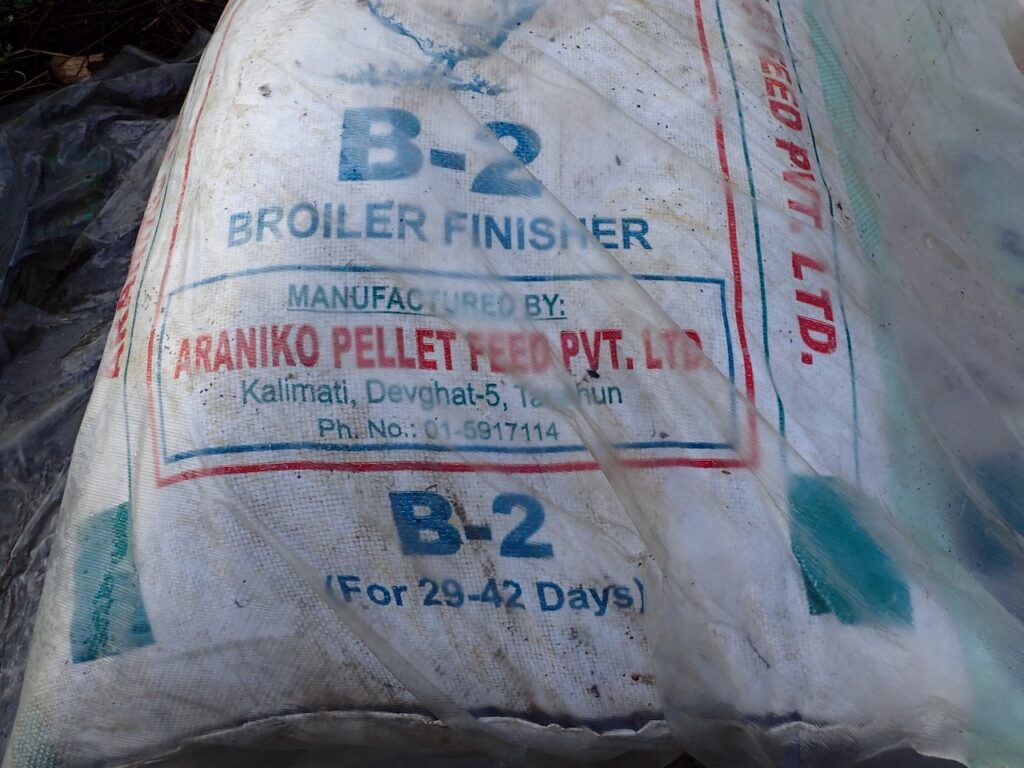 B-2
BROILER FINISHER
MANUFACTURED BY:
ARANIKO PELLET FEED PVT. LTD
Kalimati, Devghat-5,
Ph. No.: 01-5917114
B-2
(For 29-42 Days)
FEED PVT. LTD.